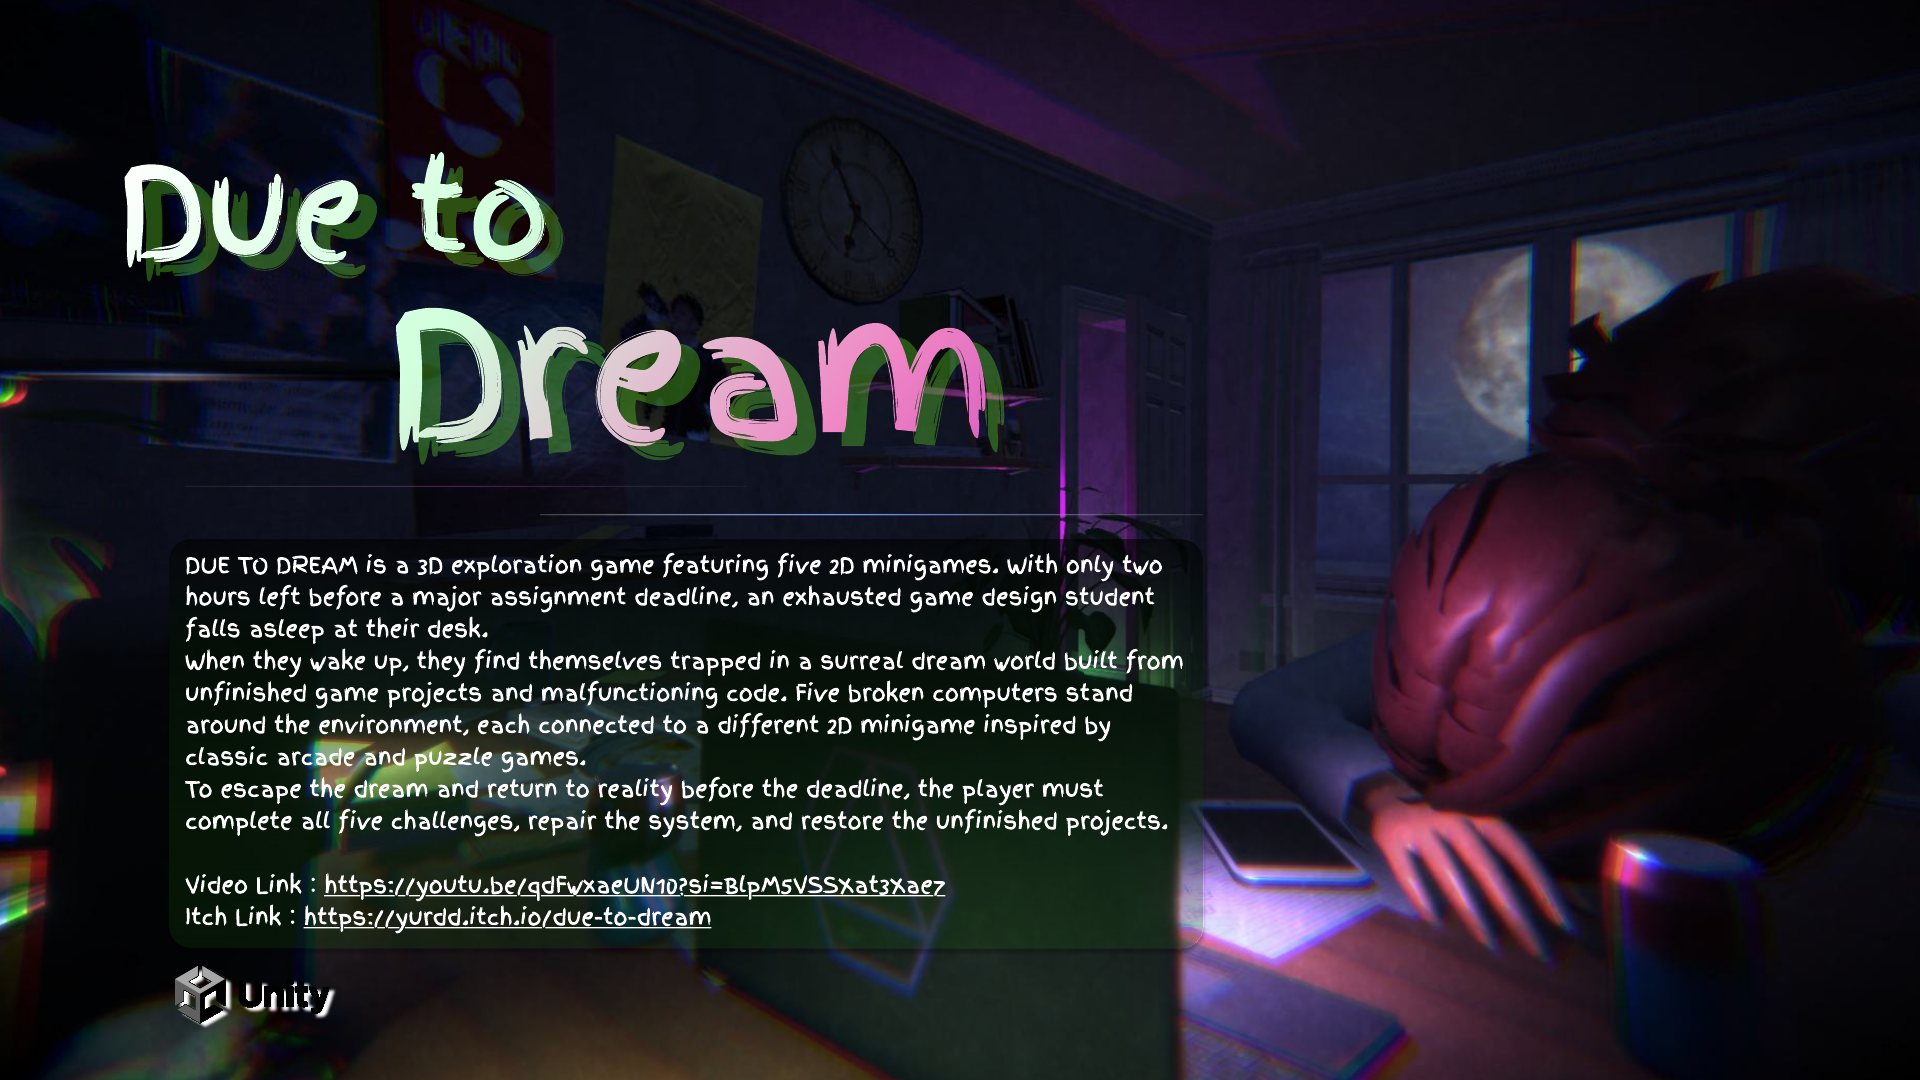 Due to
Dream
DUE TO DREAM is a 3D exploration game featuring five 2D minigames. With only two
hours left before a major assignment deadline, an exhausted game design student
falls asleep at their desk.
When they wake up, they find themselves trapped in a surreal dream world built from
unfinished game projects and malfunctioning code. Five broken computers stand
around the environment, each connected to a different 2D minigame inspired by
classic arcade and puzzle games.
To escape the dream and return to reality before the deadline, the player must
complete all five challenges, repair the system, and restore the unfinished projects.
Video Link : https://youtu.be/qdFwxaeUN10?si=BlpM5VSSXat3Xae7
Itch Link : https://yurdd.itch.io/due-to-dream
Unity